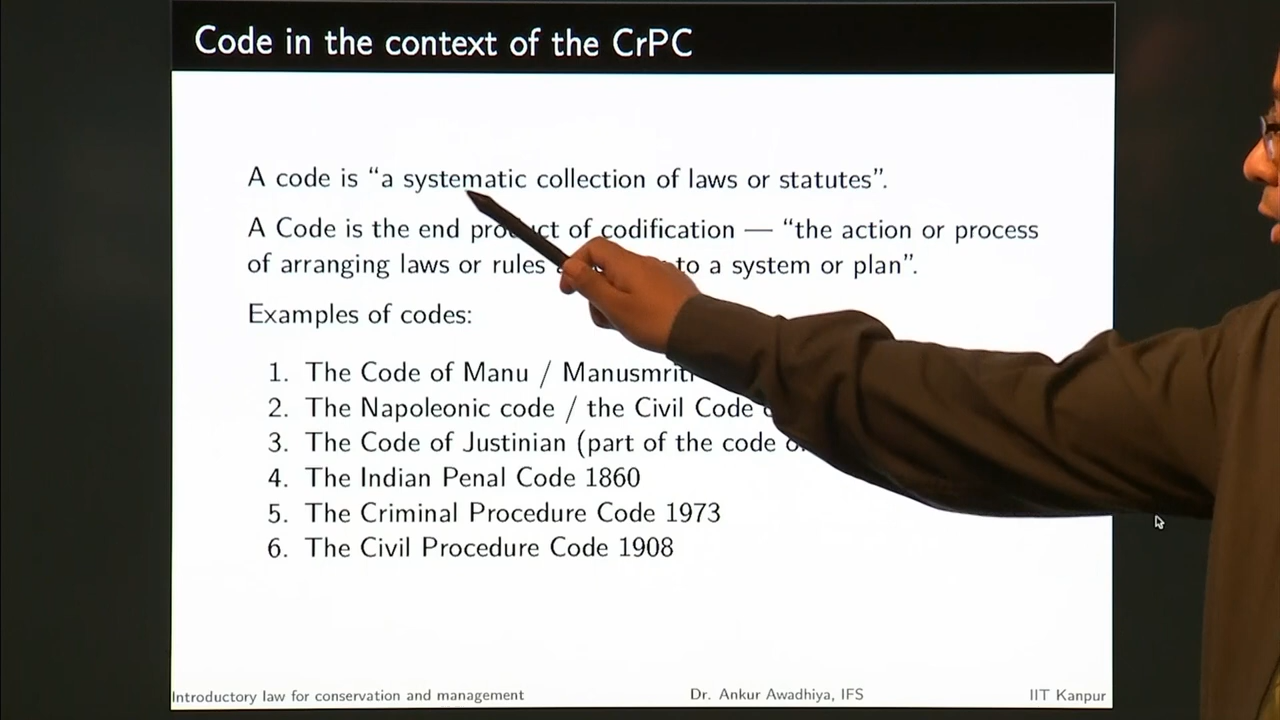 Code in the context of the CrPC
A code is “a systematic collection of laws or statutes”.
A Code is the end product of codification — “the action or process
of arranging laws or rules to a system or plan”.
Examples of codes:
1. The Code of Manu / Manusmriti
2. The Napoleonic code / the Civil Code
3. The Code of Justinian (part of the code
4. The Indian Penal Code 1860
5. The Criminal Procedure Code 1973
6. The Civil Procedure Code 1908
Introductory law for conservation and management Dr. Ankur Awadhiya, IFS IIT Kanpur